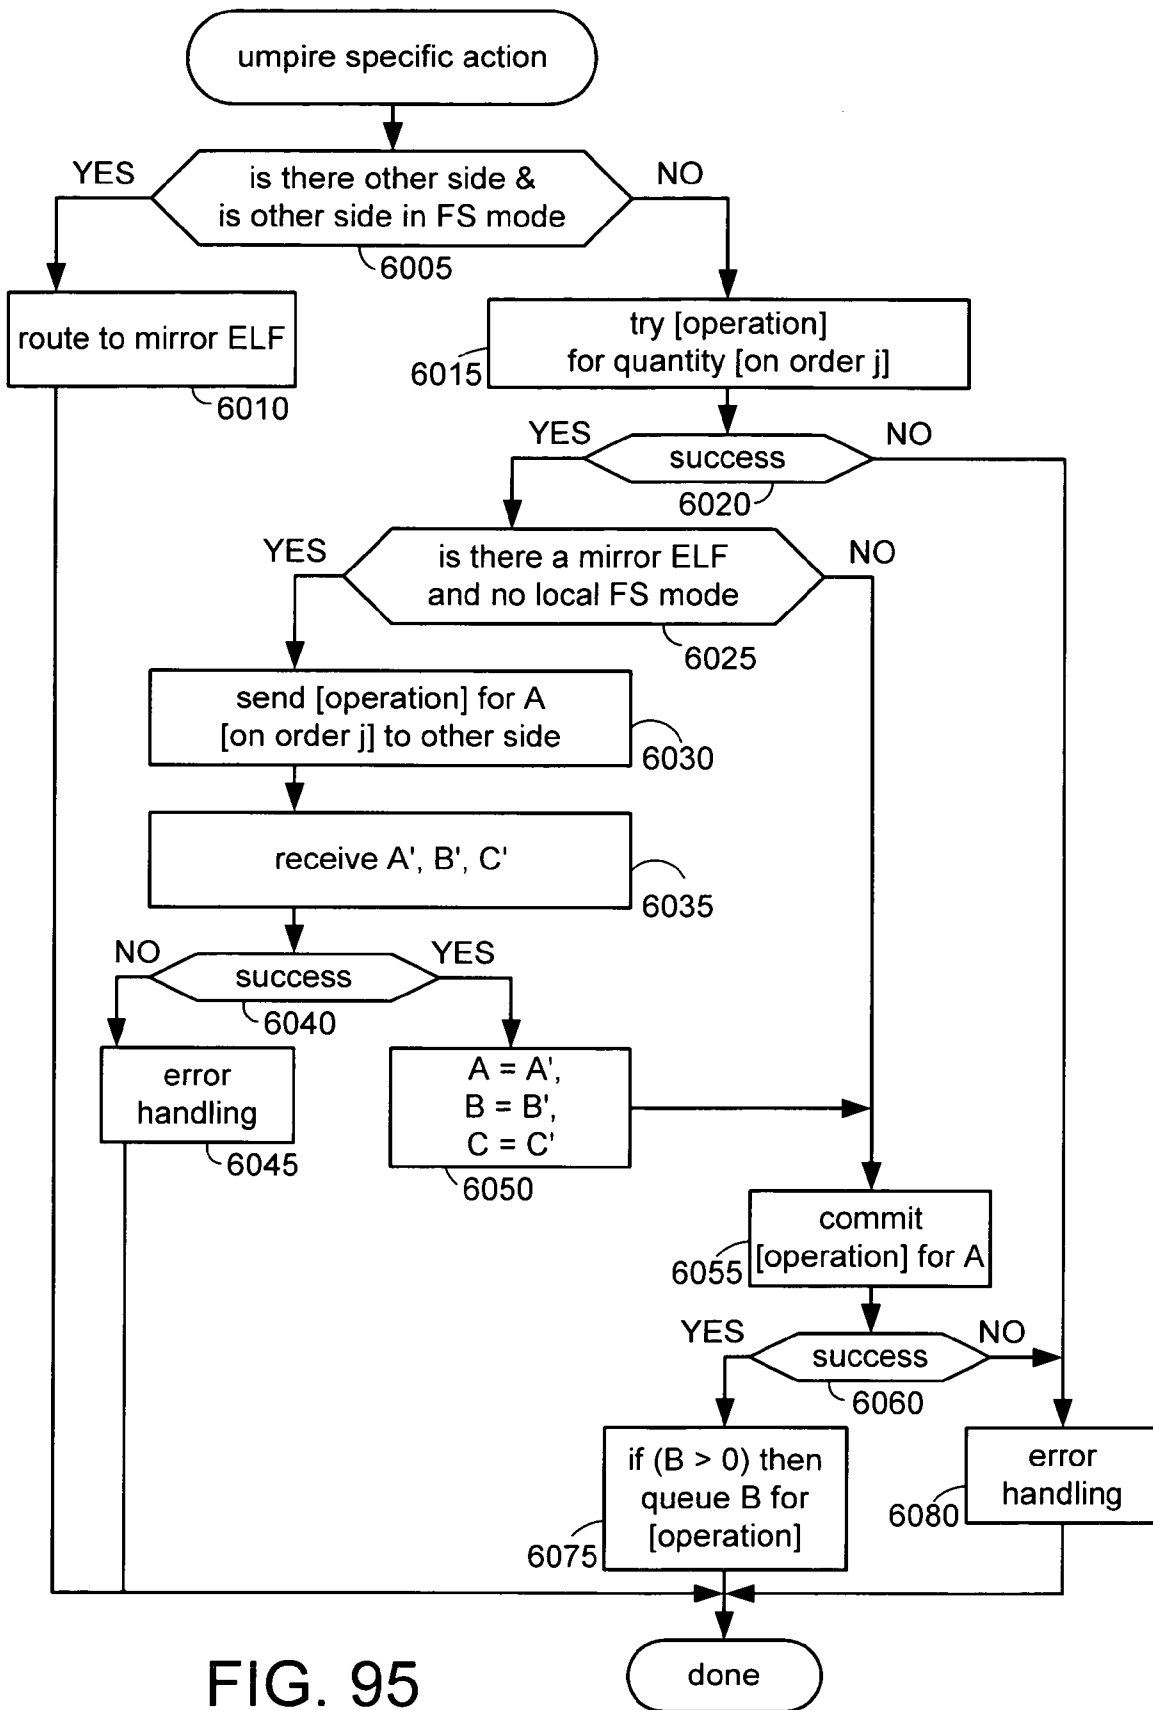 umpire specific action
YES
NO
is there other side &
is other side in FS mode
6005
route to mirror ELF
6010
try [operation]
for quantity [on order j]
6015
YES
NO
success
6020
YES
NO
is there a mirror ELF
and no local FS mode
6025
send [operation] for A
[on order j] to other side
6030
receive A', B', C'
6035
NO
YES
success
6040
error
handling
6045
A = A',
B = B',
C = C'
6050
commit
[operation] for A
6055
YES
NO
success
6060
if (B > 0) then
queue B for
[operation]
6075
error
handling
6080
done
FIG. 95